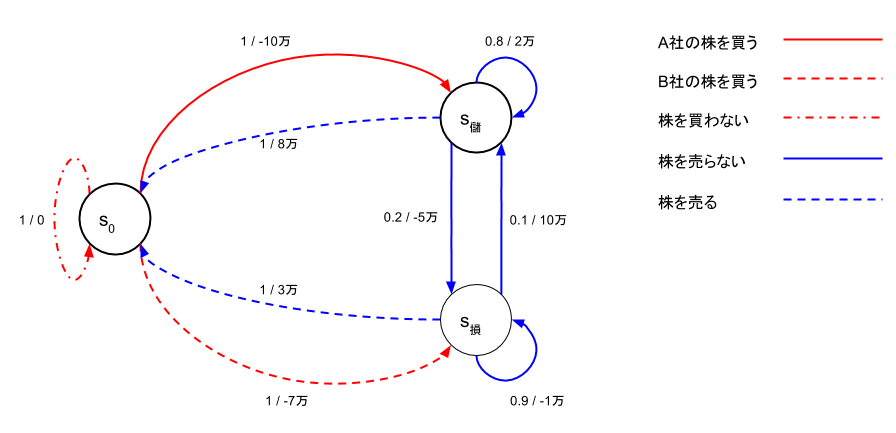 1 / -10万
0.8 / 2万
A社の株を買う
B社の株を買う
株を買わない
株を売らない
株を売る
S儲
1 / 8万
1 / 0
S0
0.2 / -5万
0.1 / 10万
1 / 3万
S損
1 / -7万
0.9 / -1万